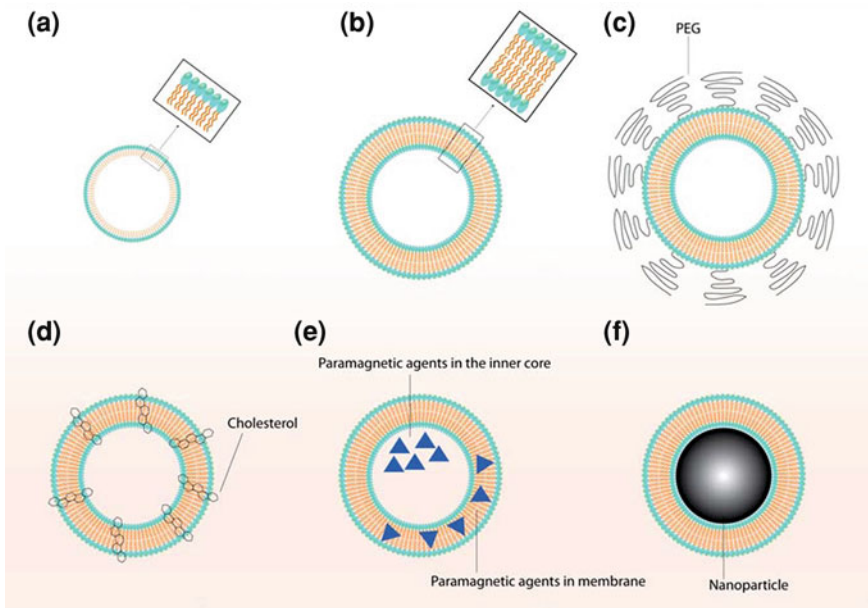 (a)
(b)
(c)
PEG
(d)
(e)
(f)
Paramagnetic agents in the inner core
Cholesterol
Paramagnetic agents in membrane
Nanoparticle